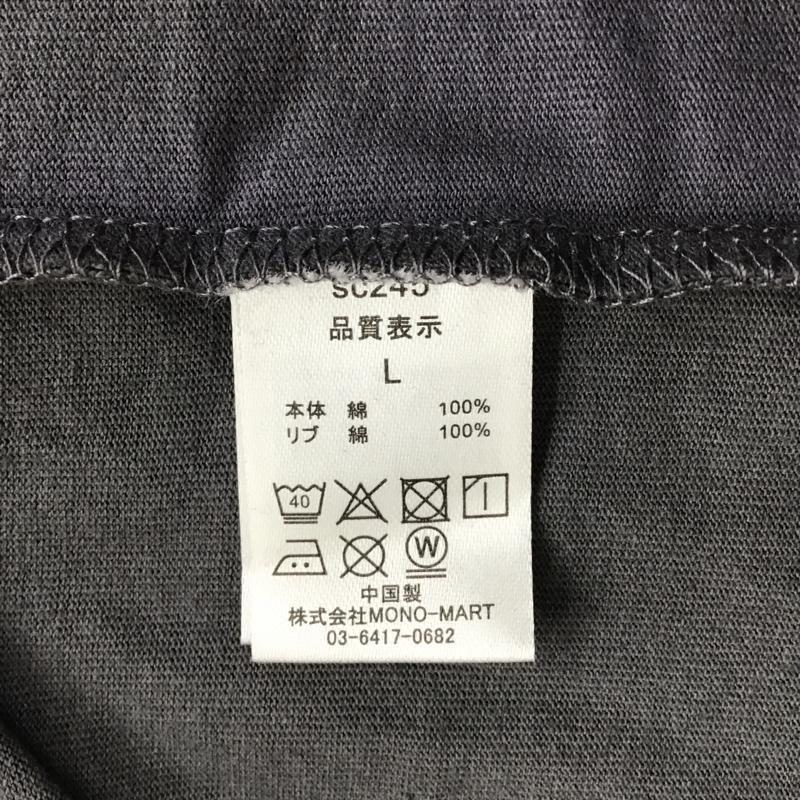 sc245
品質表示
L
本体 綿 100%
リブ 綿 100%
40
W
中国製
株式会社MONO-MART
03-6417-0682